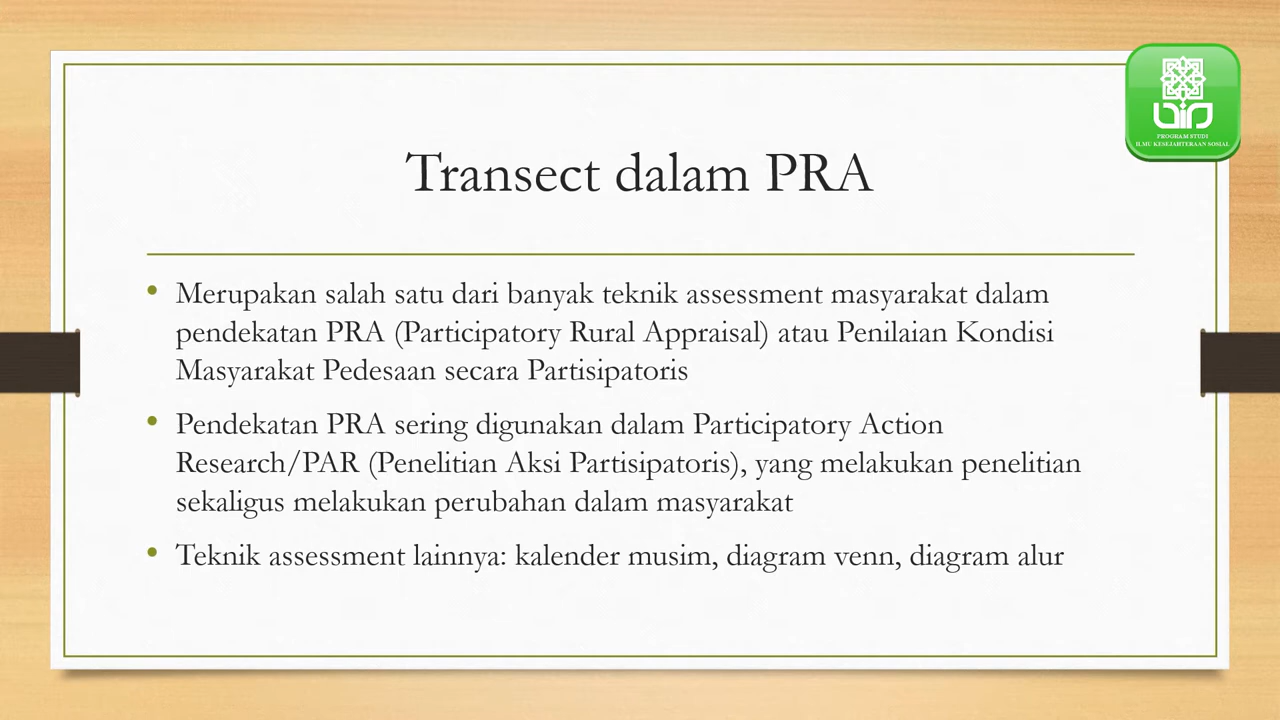 PROGRAM STUDI
ILMU KESEJAHTERAAN SOSIAL
Transect dalam PRA
• Merupakan salah satu dari banyak teknik assessment masyarakat dalam
pendekatan PRA (Participatory Rural Appraisal) atau Penilaian Kondisi
Masyarakat Pedesaan secara Partisipatoris
• Pendekatan PRA sering digunakan dalam Participatory Action
Research/PAR (Penelitian Aksi Partisipatoris), yang melakukan penelitian
sekaligus melakukan perubahan dalam masyarakat
• Teknik assessment lainnya: kalender musim, diagram venn, diagram alur